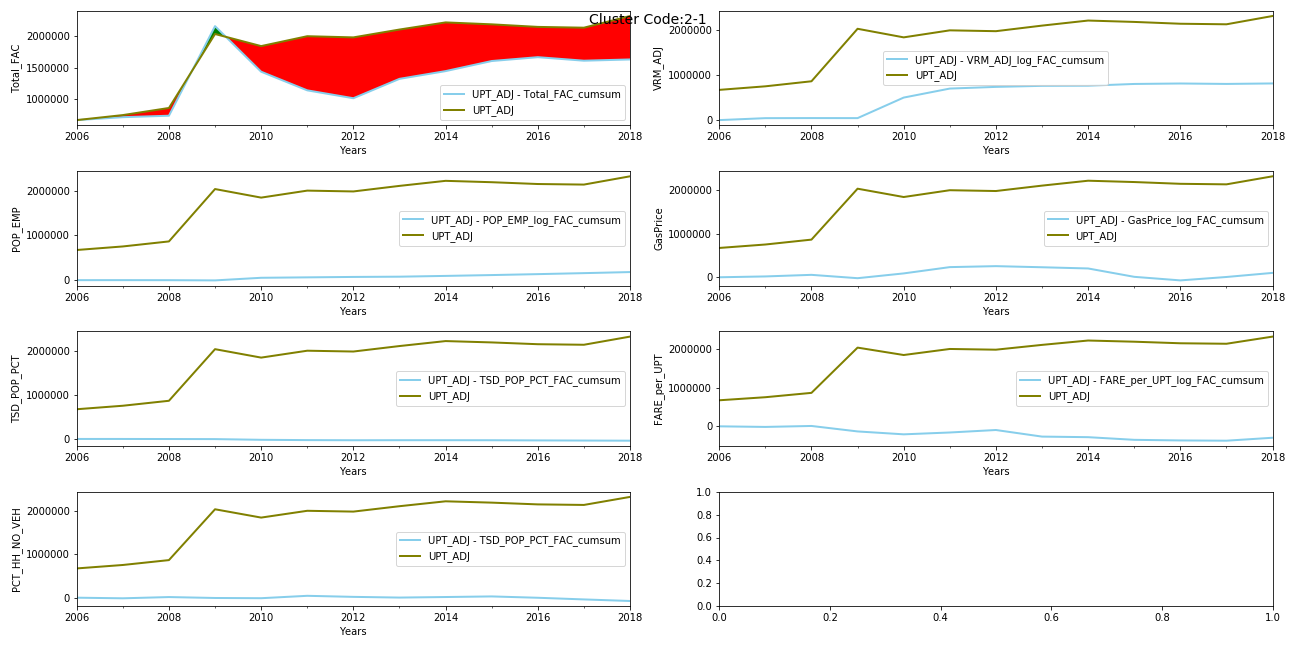 Cluster Code:2-1
Total_FAC
2000000
1500000
1000000
UPT_ADJ - Total_FAC_cumsum
UPT_ADJ
2006 2008 2010 2012 2014 2016 2018
Years
VRM_ADJ
2000000
1000000
0
UPT_ADJ - VRM_ADJ_log_FAC_cumsum
UPT_ADJ
2006 2008 2010 2012 2014 2016 2018
Years
POP_EMP
2000000
1000000
0
UPT_ADJ - POP_EMP_log_FAC_cumsum
UPT_ADJ
2006 2008 2010 2012 2014 2016 2018
Years
GasPrice
2000000
1000000
0
UPT_ADJ - GasPrice_log_FAC_cumsum
UPT_ADJ
2006 2008 2010 2012 2014 2016 2018
Years
TSD_POP_PCT
2000000
1000000
0
UPT_ADJ - TSD_POP_PCT_FAC_cumsum
UPT_ADJ
2006 2008 2010 2012 2014 2016 2018
Years
FARE_per_UPT
2000000
1000000
0
UPT_ADJ - FARE_per_UPT_log_FAC_cumsum
UPT_ADJ
2006 2008 2010 2012 2014 2016 2018
Years
PCT_HH_NO_VEH
2000000
1000000
0
UPT_ADJ - TSD_POP_PCT_FAC_cumsum
UPT_ADJ
2006 2008 2010 2012 2014 2016 2018
Years
1.0
0.8
0.6
0.4
0.2
0.0
0.0 0.2 0.4 0.6 0.8 1.0